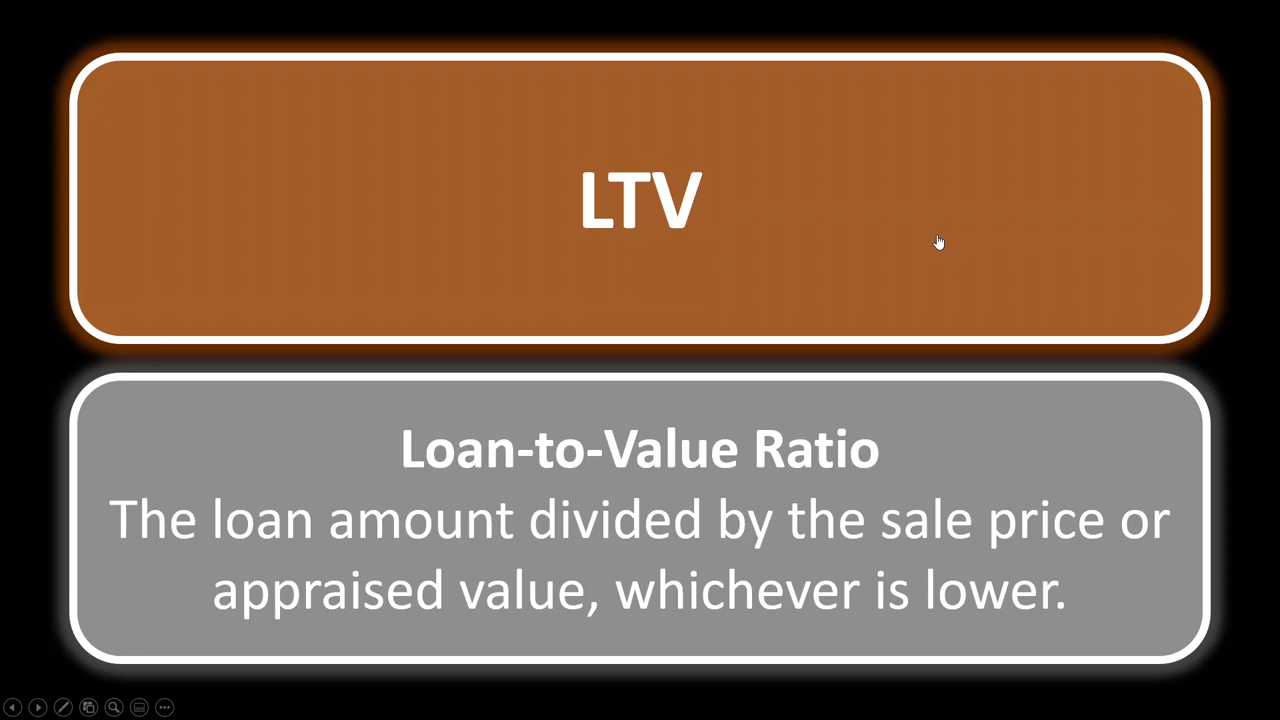 LTV
Loan-to-Value Ratio
The loan amount divided by the sale price or
appraised value, whichever is lower.